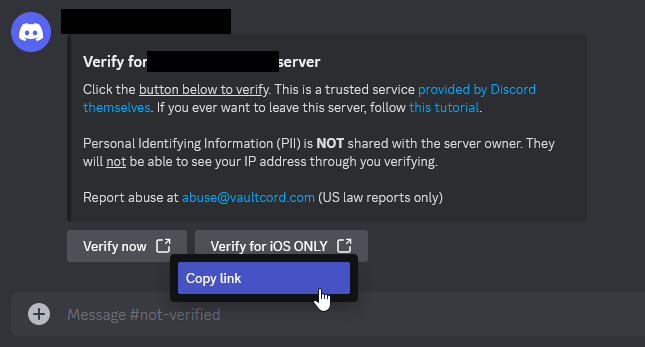 Verify for server
Click the button below to verify. This is a trusted service provided by Discord
themselves. If you ever want to leave this server, follow this tutorial.
Personal Identifying Information (PII) is NOT shared with the server owner. They
will not be able to see your IP address through you verifying.
Report abuse at abuse@vaultcord.com (US law reports only)
Verify now Verify for iOS ONLY
Copy link
Message #not-verified